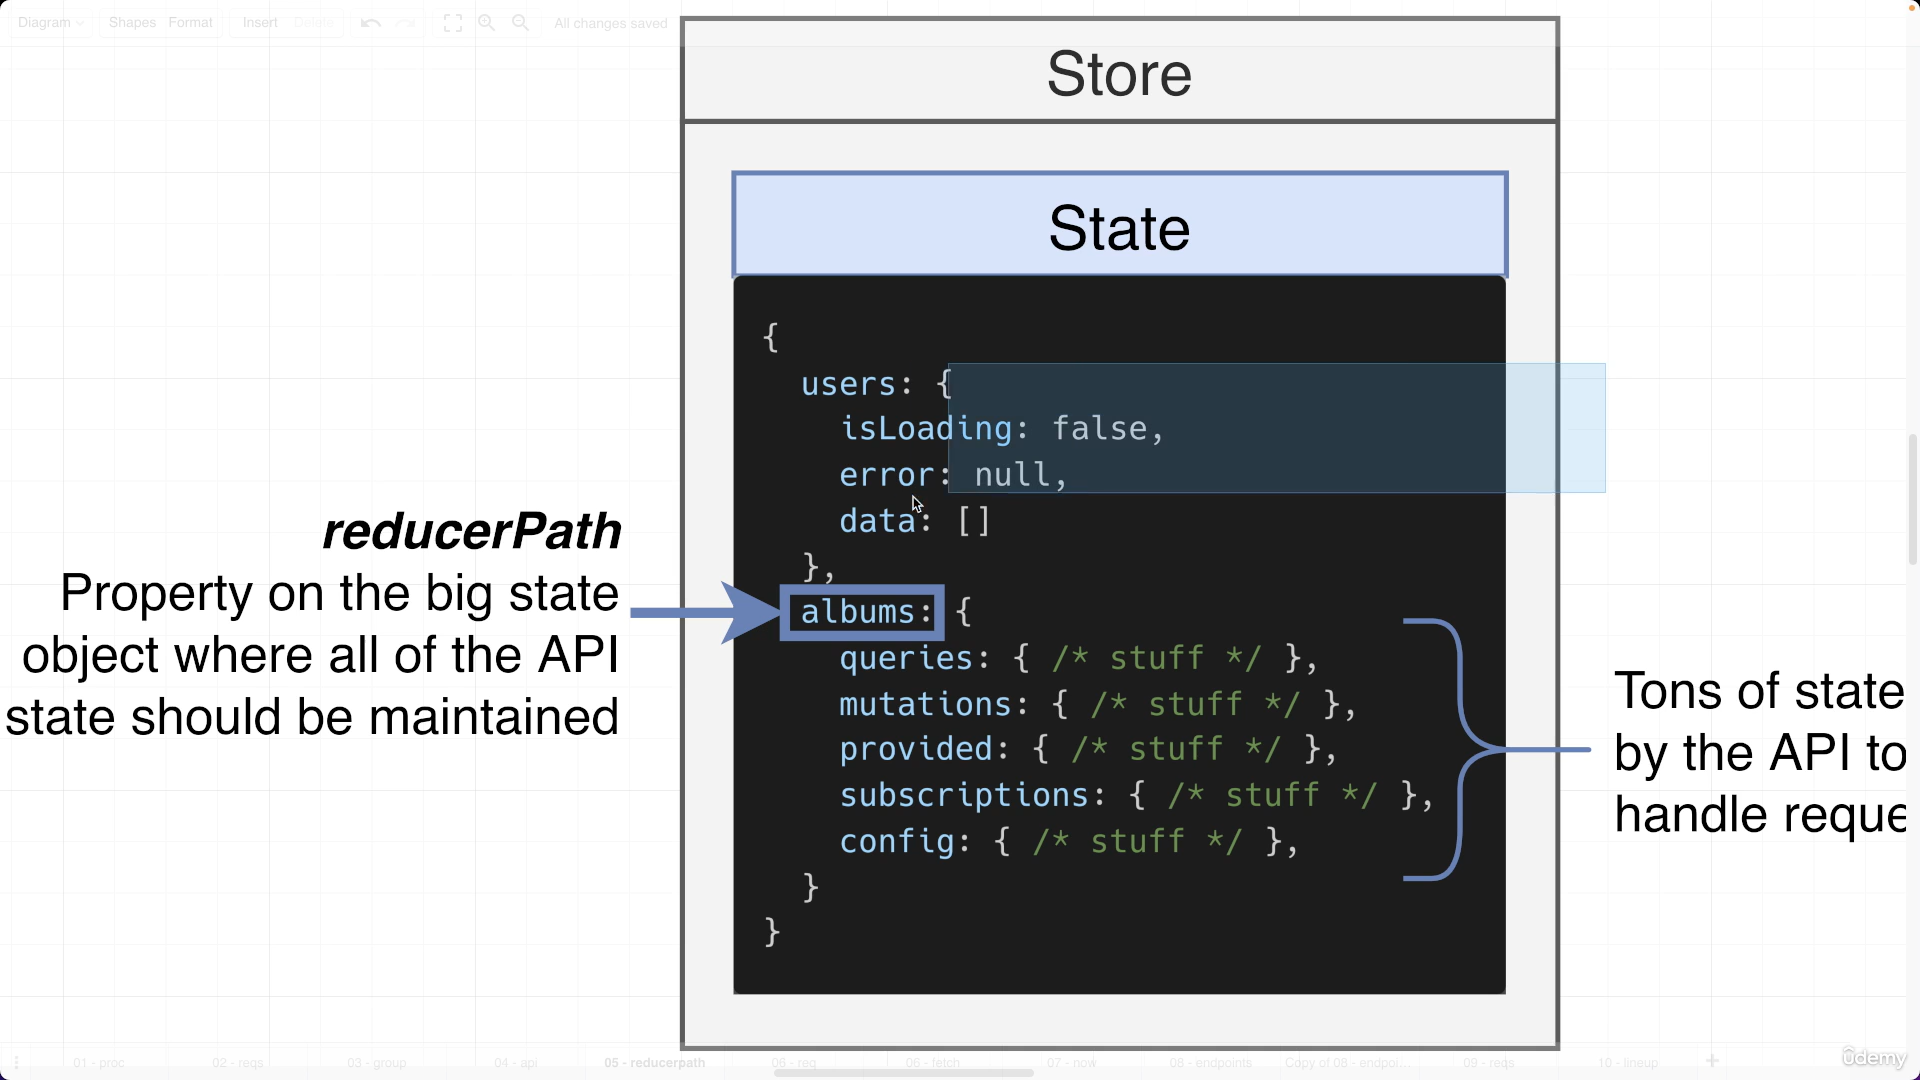 Diagram Shapes Format Insert Delete All changes saved
Store
State
{
users: {
isLoading: false,
error: null,
data: []
},
albums: {
queries: { /* stuff */ },
mutations: { /* stuff */ },
provided: { /* stuff */ },
subscriptions: { /* stuff */ },
config: { /* stuff */ },
}
}
reducerPath
Property on the big state
object where all of the API
state should be maintained
Tons of state
by the API to
handle reque
01 - proc 02 - reqs 03 - group 04 - api 05 - reducerpath 06 - req 06 - fetch 07 - now 08 - endpoints Copy of 08 - endpoi... 09 - reqs 10 - lineup
ûdemy